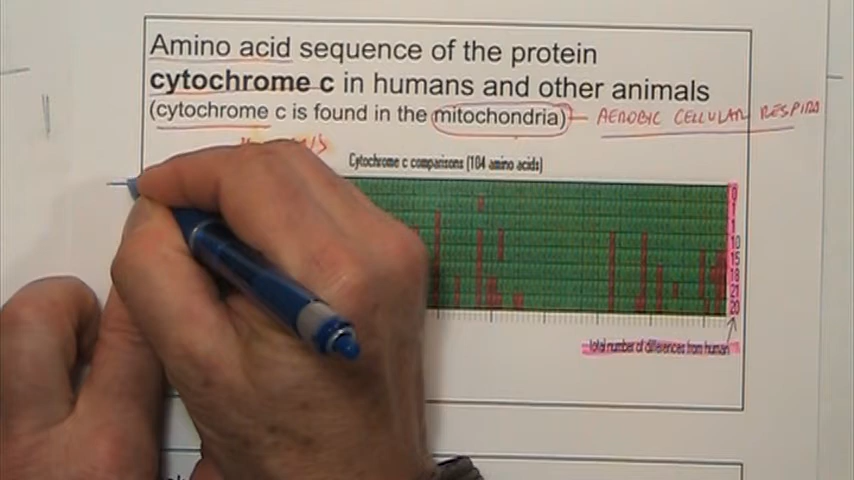 Amino acid sequence of the protein
cytochrome c in humans and other animals
(cytochrome c is found in the mitochondria) AEROBIC CELLULAR RESPIRA
Cytochrome c comparisons (104 amino acids)
0
1
1
10
15
18
21
20
total number of differences from human